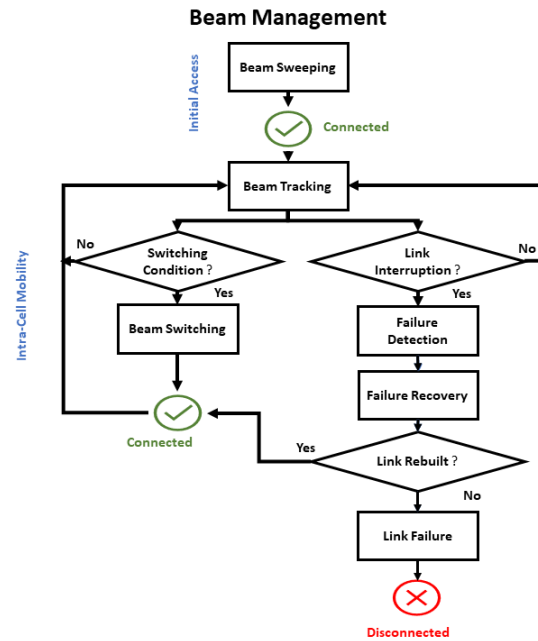 Beam Management
Initial Access
Beam Sweeping
Connected
Beam Tracking
No
Switching
Condition ?
Yes
Link
Interruption ?
No
Yes
Intra-Cell Mobility
Beam Switching
Failure
Detection
Failure Recovery
Connected
Yes
Link Rebuilt ?
No
Link Failure
Disconnected